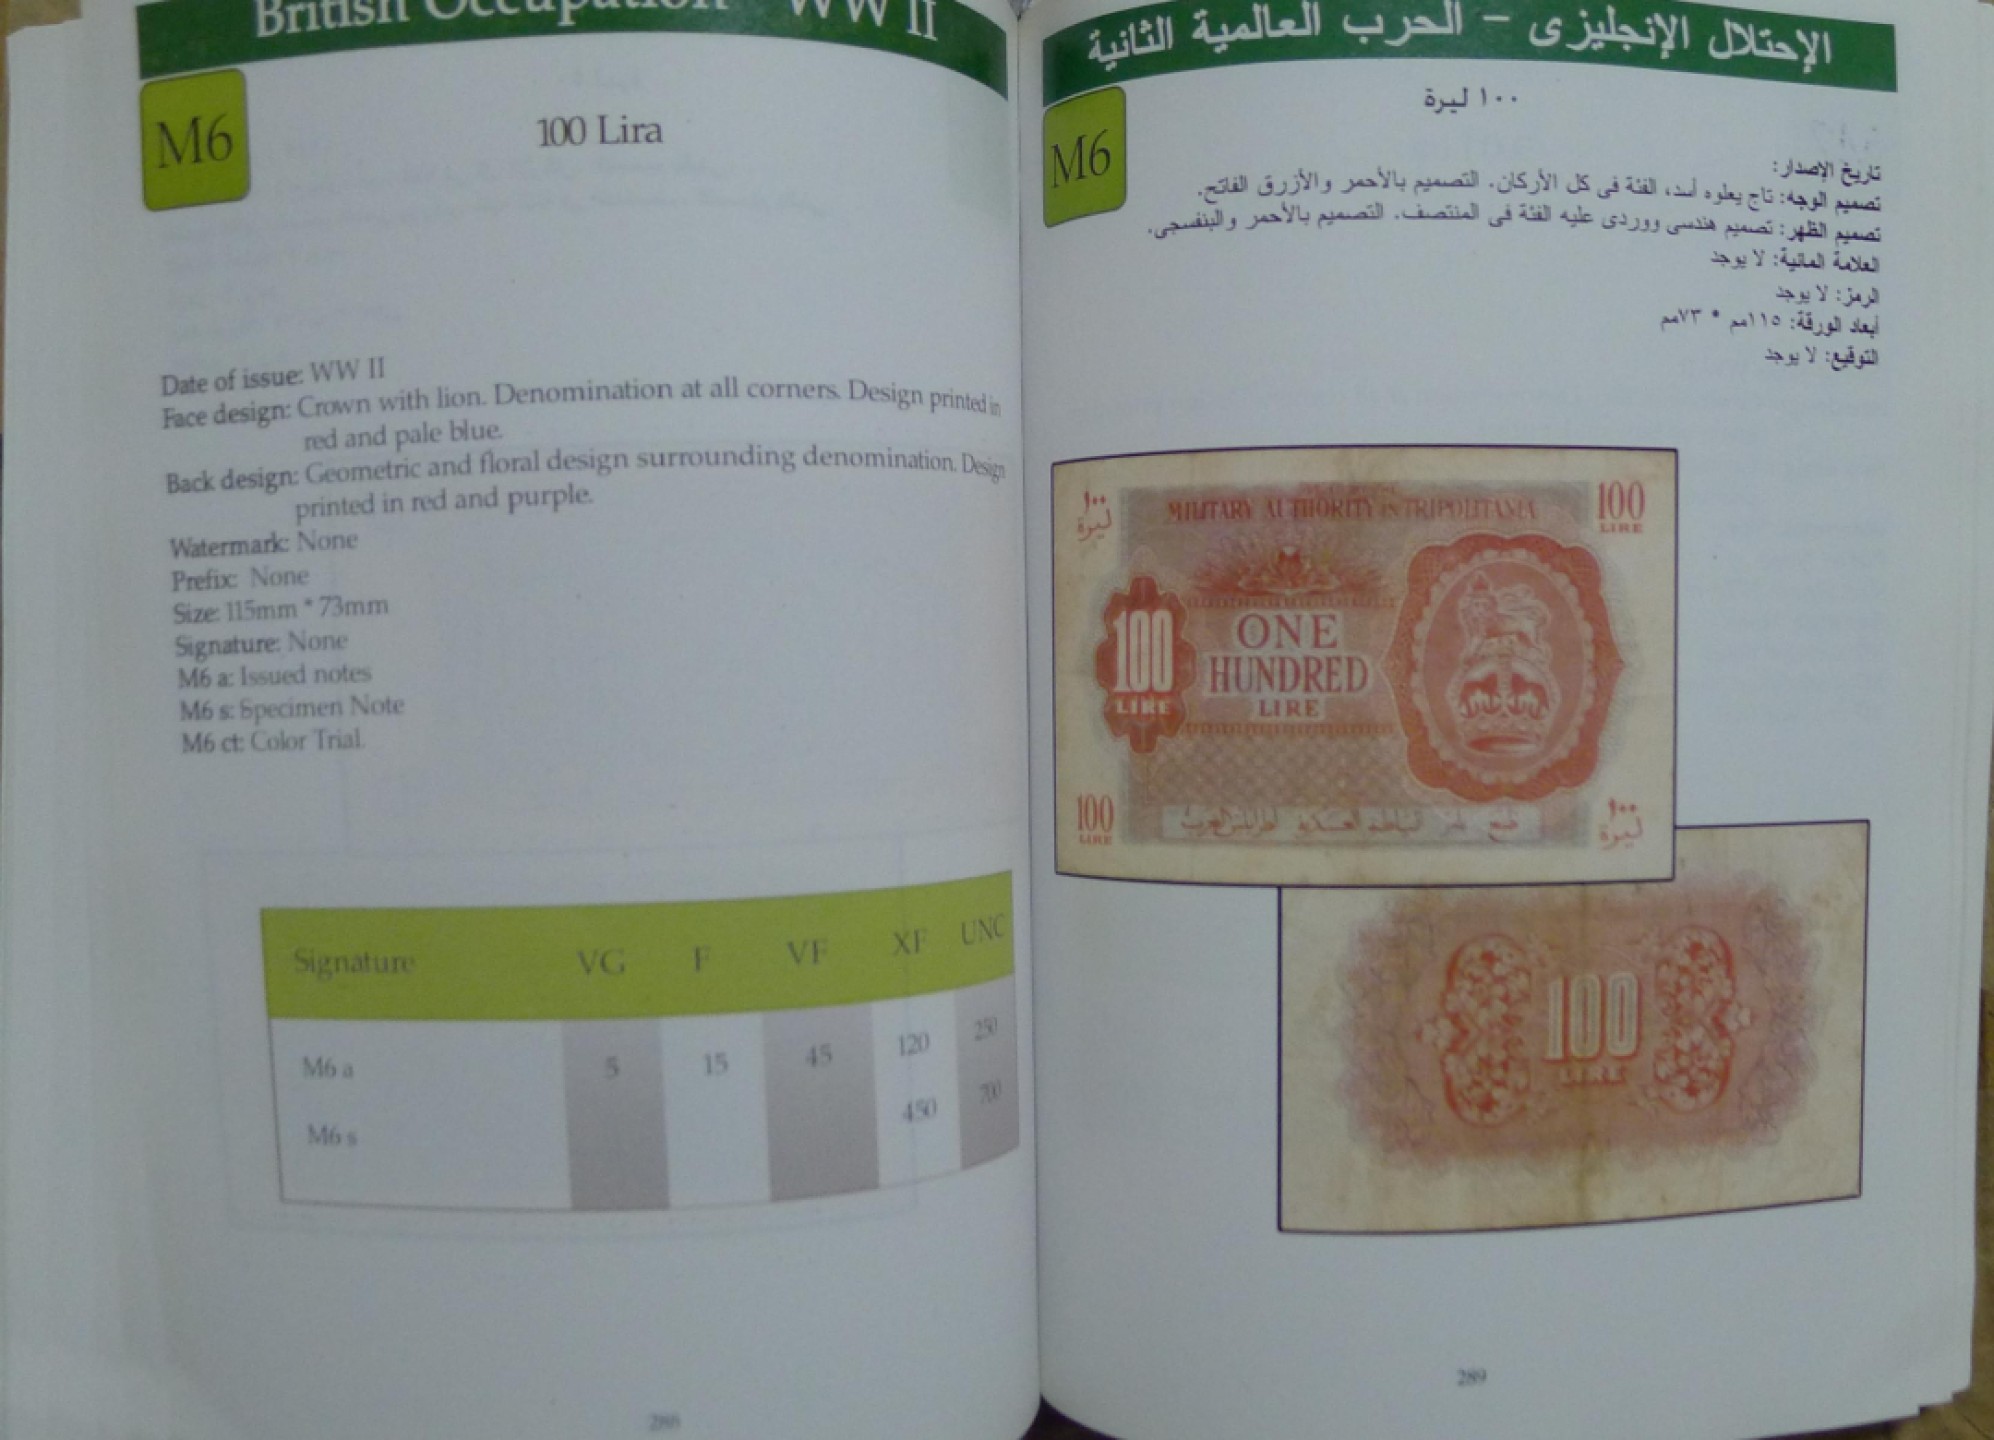 British Occupation - WW II
M6
100 Lira
Date of issue: WW II
Face design: Crown with lion. Denomination at all corners. Design printed in
red and pale blue.
Back design: Geometric and floral design surrounding denomination. Design
printed in red and purple.
Watermark: None
Prefix: None
Size: 115mm * 73mm
Signature: None
M6 a: Issued notes
M6 s: Specimen Note
M6 ct: Color Trial.
Signature VG F VF XF UNC
M6 a 5 15 45 120 250
M6 s 450 700
288
الإحتلال الإنجليزى - الحرب العالمية الثانية
M6
١٠٠ ليرة
تاريخ الإصدار:
تصميم الوجه: تاج يعلوه أسد، الفئة فى كل الأركان. التصميم بالأحمر والأزرق الفاتح.
تصميم الظهر: تصميم هندسى ووردى عليه الفئة فى المنتصف. التصميم بالأحمر والبنفسجى.
العلامة المائية: لا يوجد
الرمز: لا يوجد
أبعاد الورقة: ١١٥مم * ٧٣مم
التوقيع: لا يوجد
١٠٠ ليرة
MILITARY AUTHORITY IN TRIPOLITANIA
100 LIRE
100 LIRE
ONE
HUNDRED
LIRE
100 LIRE
١٠٠ ليرة
100
LIRE
289